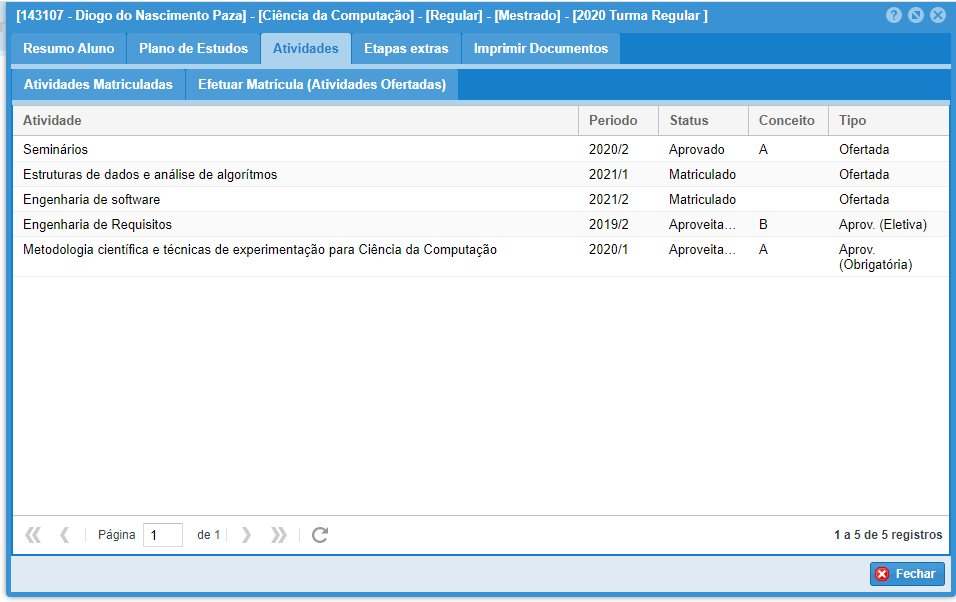 [143107 - Diogo do Nascimento Paza] - [Ciência da Computação] - [Regular] - [Mestrado] - [2020 Turma Regular ]
Resumo Aluno Plano de Estudos Atividades Etapas extras Imprimir Documentos
Atividades Matriculadas Efetuar Matrícula (Atividades Ofertadas)
Atividade Periodo Status Conceito Tipo
Seminários 2020/2 Aprovado A Ofertada
Estruturas de dados e análise de algorítmos 2021/1 Matriculado Ofertada
Engenharia de software 2021/2 Matriculado Ofertada
Engenharia de Requisitos 2019/2 Aproveita... B Aprov. (Eletiva)
Metodologia científica e técnicas de experimentação para Ciência da Computação 2020/1 Aproveita... A Aprov.
(Obrigatória)
Página 1 de 1 1 a 5 de 5 registros
Fechar